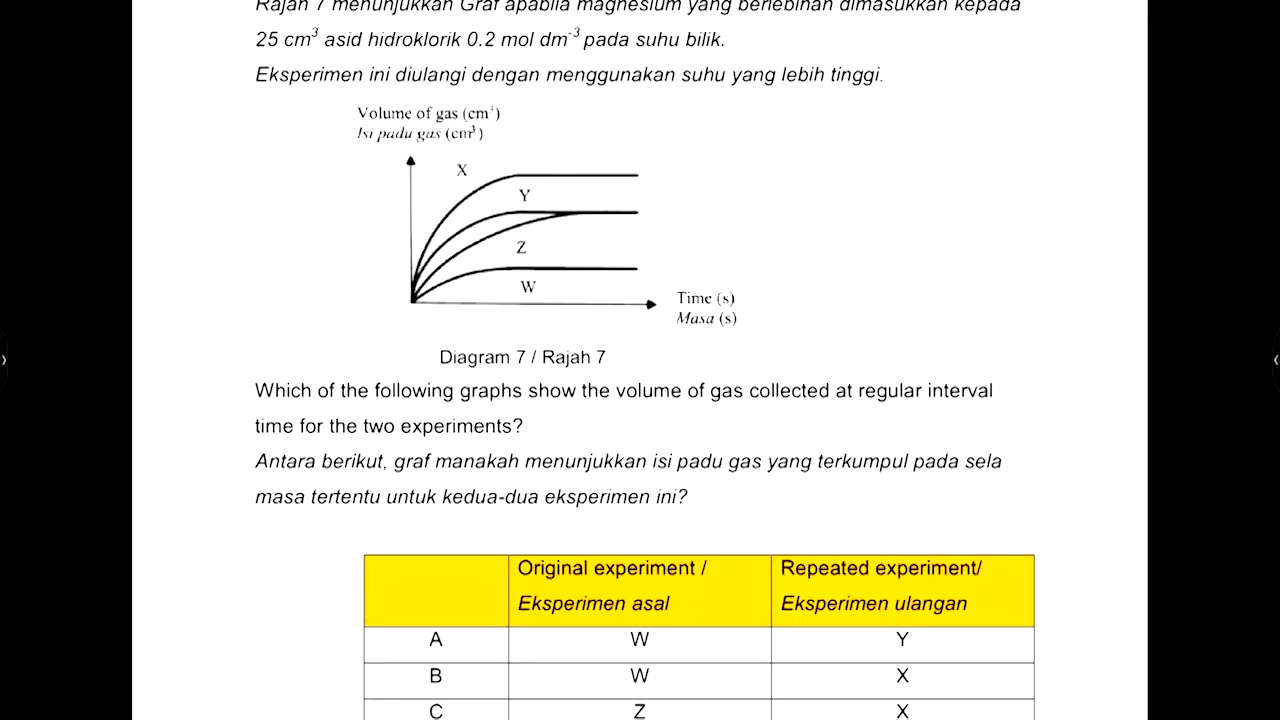 Rajah 7 menunjukkan Graf apabila magnesium yang berlebihan dimasukkan kepada
25 cm³ asid hidroklorik 0.2 mol dm⁻³ pada suhu bilik.
Eksperimen ini diulangi dengan menggunakan suhu yang lebih tinggi.
Volume of gas (cm³)
Isi padu gas (cm³)
X
Y
Z
W
Time (s)
Masa (s)
Diagram 7 / Rajah 7
Which of the following graphs show the volume of gas collected at regular interval
time for the two experiments?
Antara berikut, graf manakah menunjukkan isi padu gas yang terkumpul pada sela
masa tertentu untuk kedua-dua eksperimen ini?
Original experiment / Repeated experiment/
Eksperimen asal Eksperimen ulangan
A W Y
B W X
C Z X